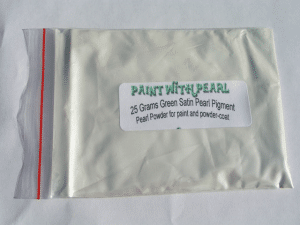 PAINT WITH PEARL
25 Grams Green Satin Pearl Pigment
Pearl Powder for paint and powder-coat